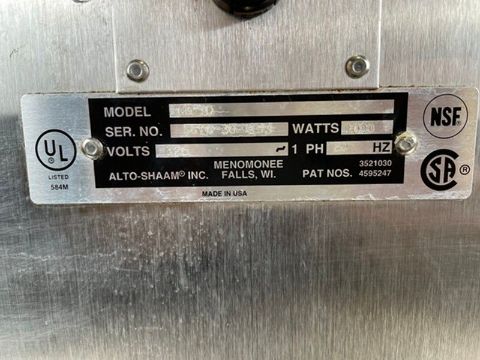 MODEL
SER. NO. WATTS
VOLTS 1 PH HZ
ALTO-SHAAM® INC. MENOMONEE FALLS, WI. PAT NOS. 3521030 4595247
MADE IN USA
UL
LISTED
584M
NSF
SA ®